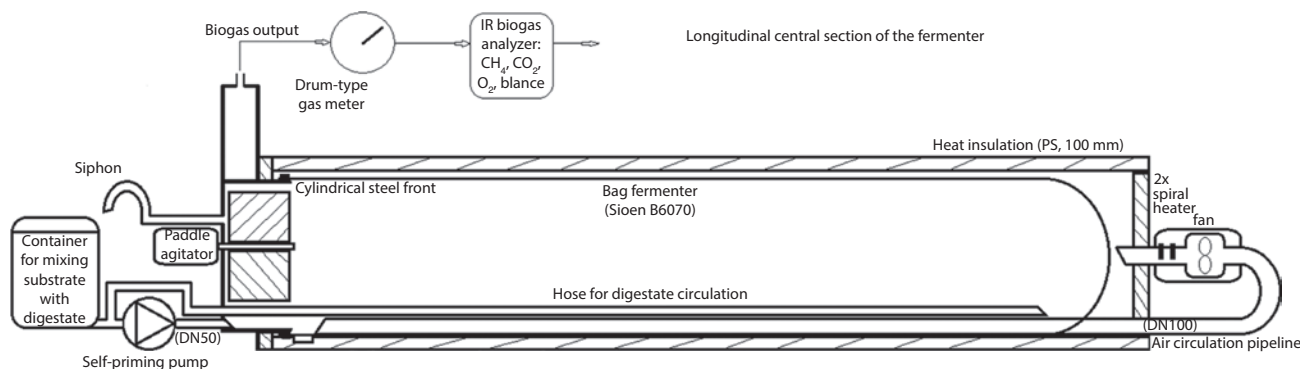 Biogas output
IR biogas
analyzer:
CH₄, CO₂,
O₂, blance
Longitudinal central section of the fermenter
Drum-type
gas meter
Heat insulation (PS, 100 mm)
Siphon
Cylindrical steel front
Bag fermenter
(Sioen B6070)
2x
spiral
heater
fan
Paddle
agitator
Container
for mixing
substrate
with
digestate
Hose for digestate circulation
(DN50)
(DN100)
Self-priming pump
Air circulation pipeline